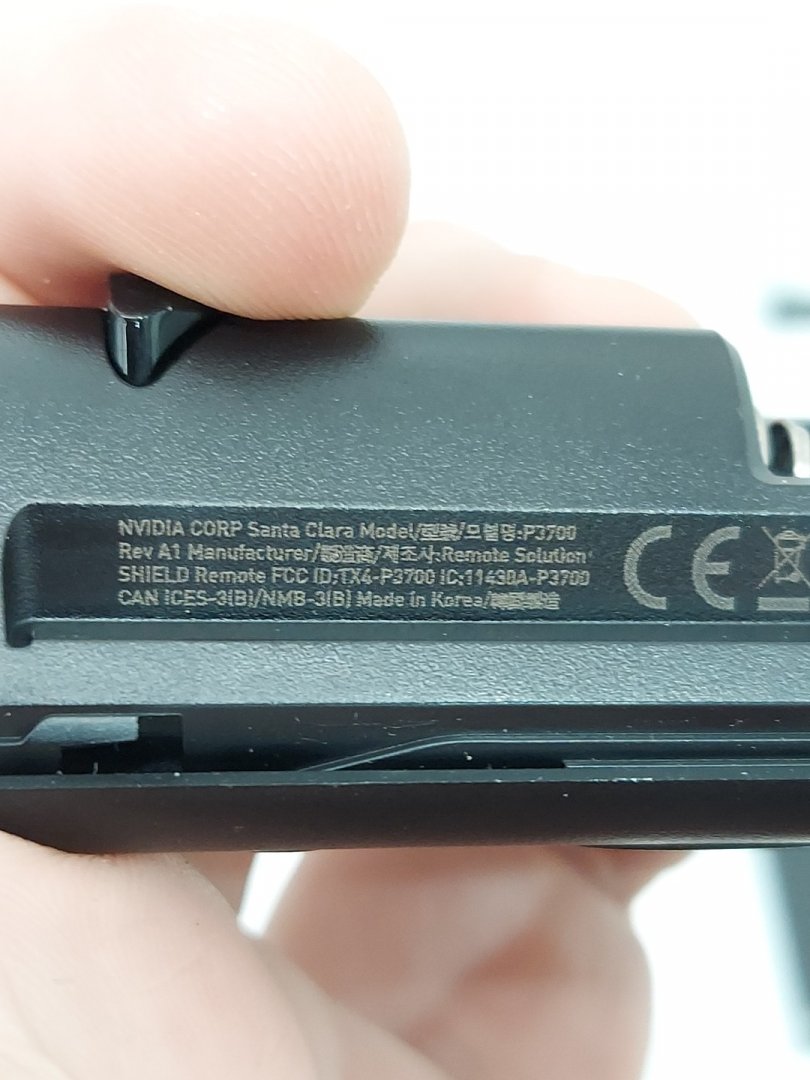 NVIDIA CORP Santa Clara Model/型號/모델명:P3700
Rev A1 Manufacturer/製造商/제조사:Remote Solution
SHIELD Remote FCC ID:TX4-P3700 IC:11430A-P3700
CAN ICES-3(B)/NMB-3(B) Made in Korea/韓國製造
CE